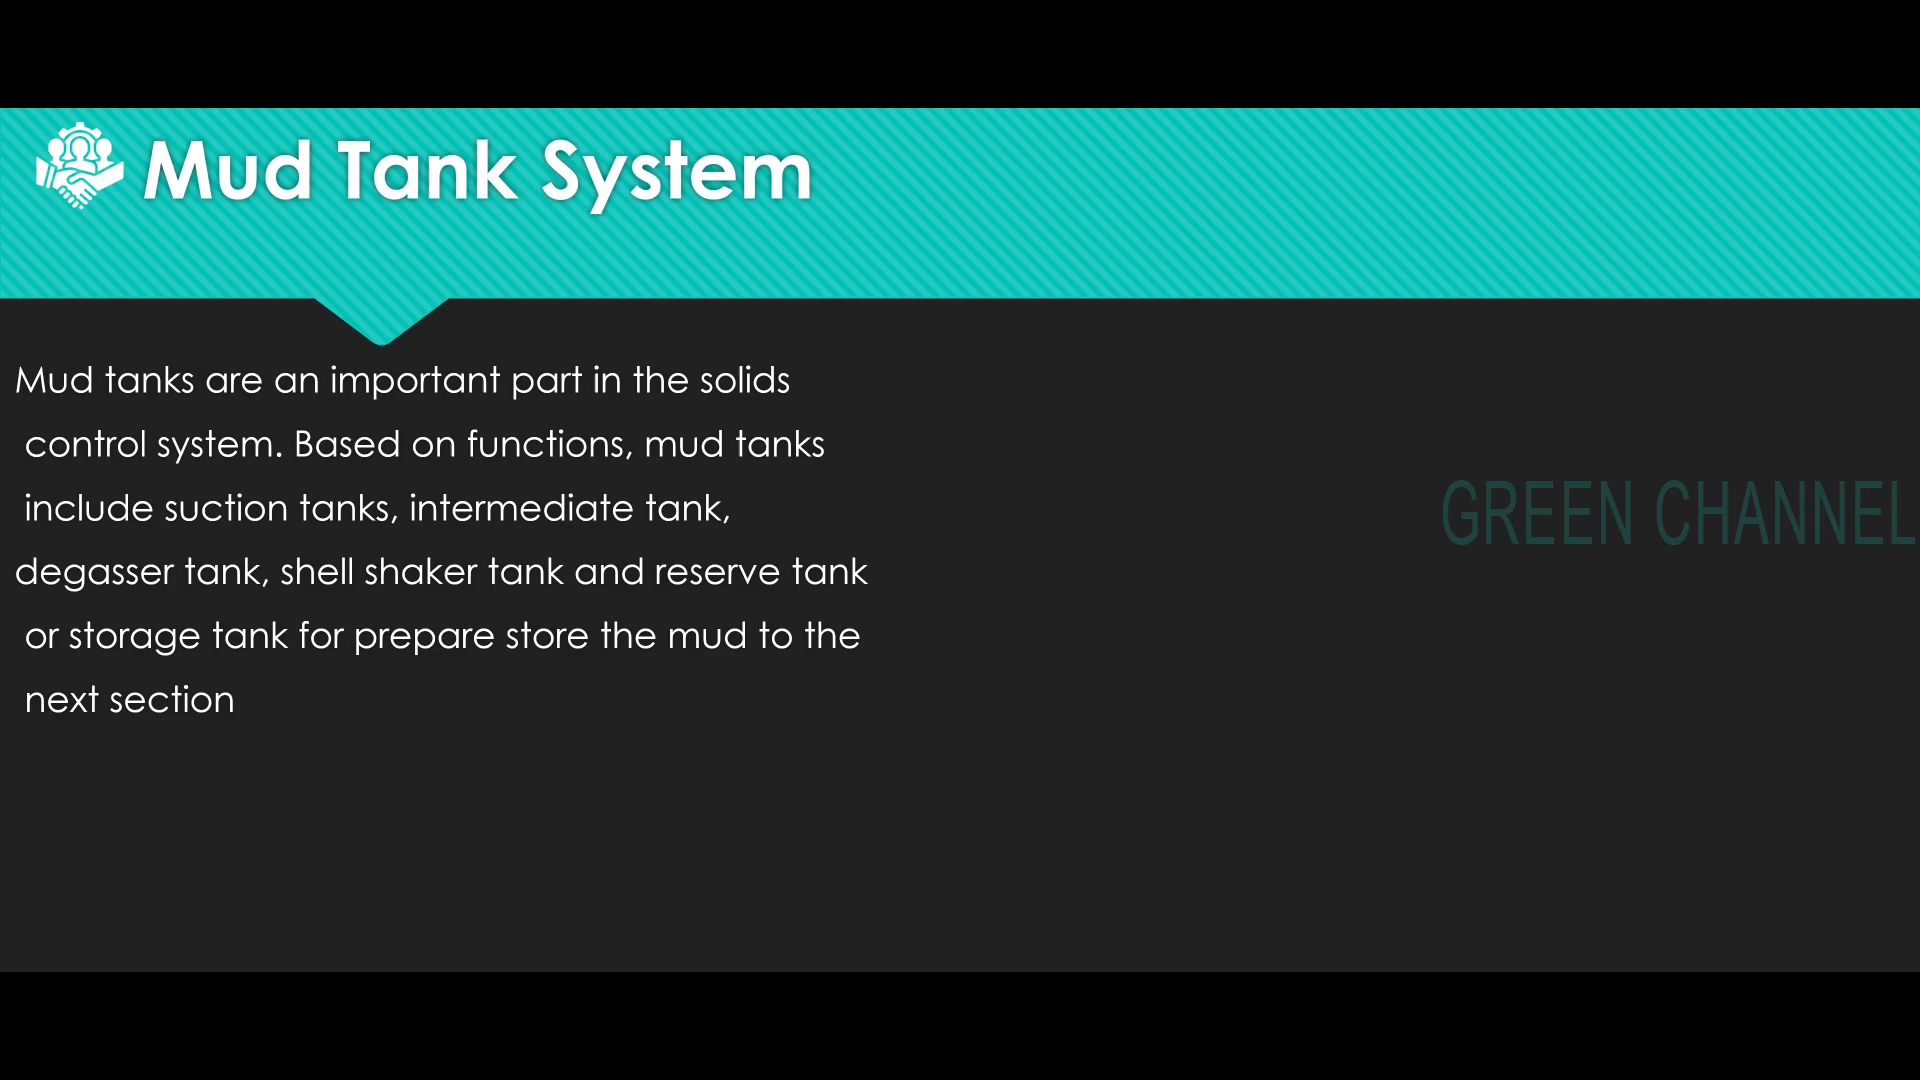 Mud Tank System
Mud tanks are an important part in the solids
control system. Based on functions, mud tanks
include suction tanks, intermediate tank,
degasser tank, shell shaker tank and reserve tank
or storage tank for prepare store the mud to the
next section
GREEN CHANNEL